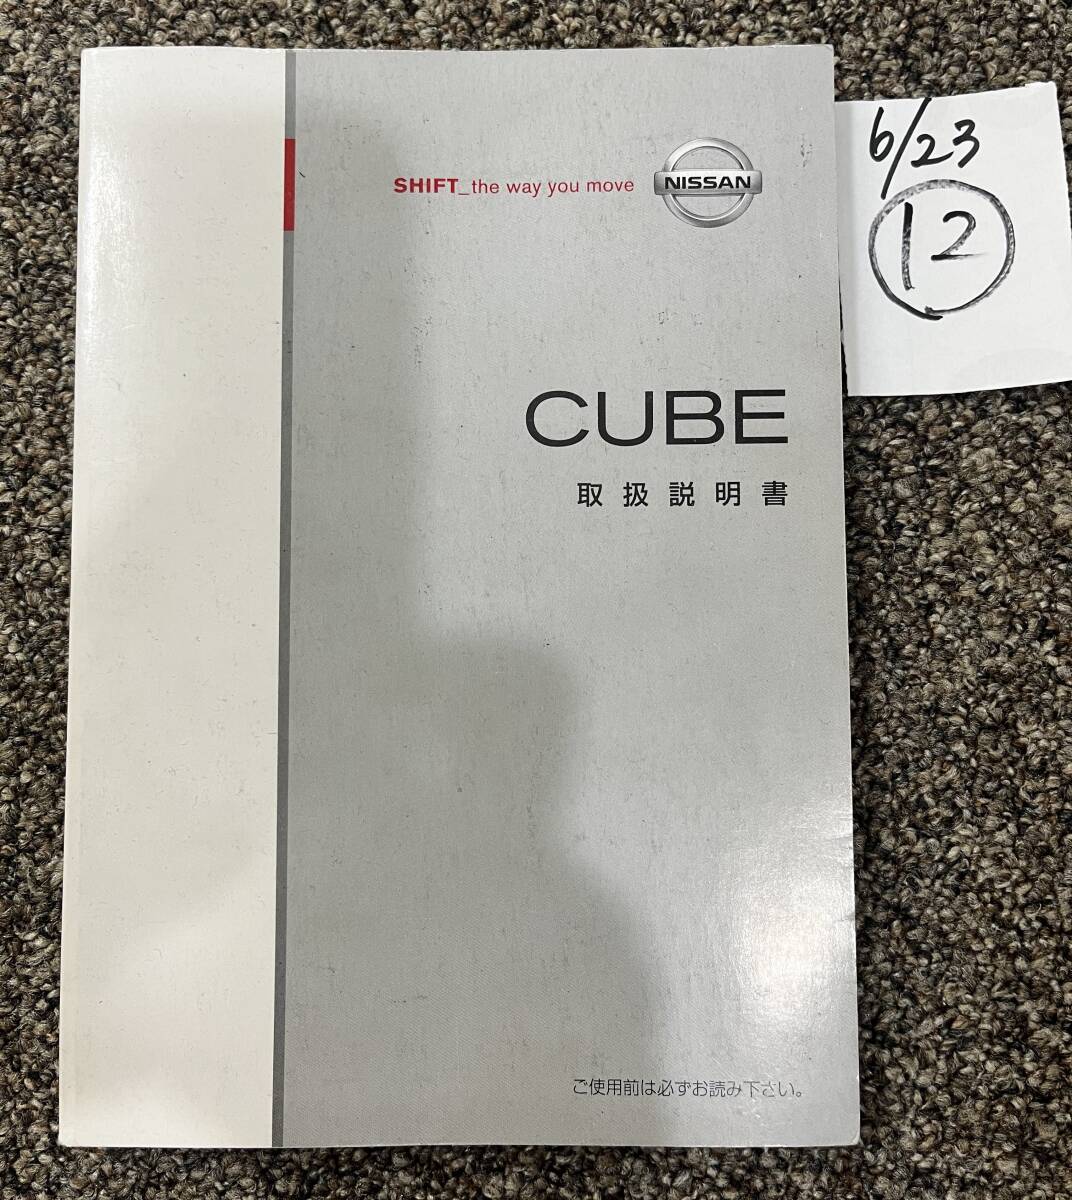 SHIFT_the way you move
NISSAN
6/23
12
CUBE
取扱説明書
ご使用前は必ずお読み下さい。